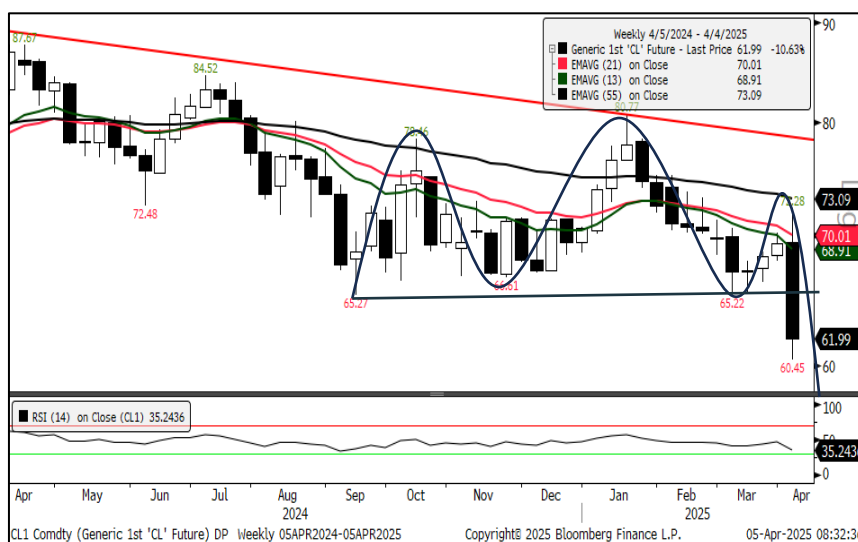 Weekly 4/5/2024 - 4/4/2025
Generic 1st 'CL' Future - Last Price 61.99 -10.63%
EMAVG (21) on Close 70.01
EMAVG (13) on Close 68.91
EMAVG (55) on Close 73.09
90
87.67
84.52
80.77
80
78.46
72.48
73.09
70.01
68.91
66.61
65.27
65.22
61.99
60
60.45
RSI (14) on Close (CL1) 35.2436
100
35.2436
0
Apr May Jun Jul Aug Sep Oct Nov Dec Jan Feb Mar Apr
2024 2025
CL1 Comdty (Generic 1st 'CL' Future) DP Weekly 05APR2024-05APR2025 Copyright© 2025 Bloomberg Finance L.P. 05-Apr-2025 08:32:3